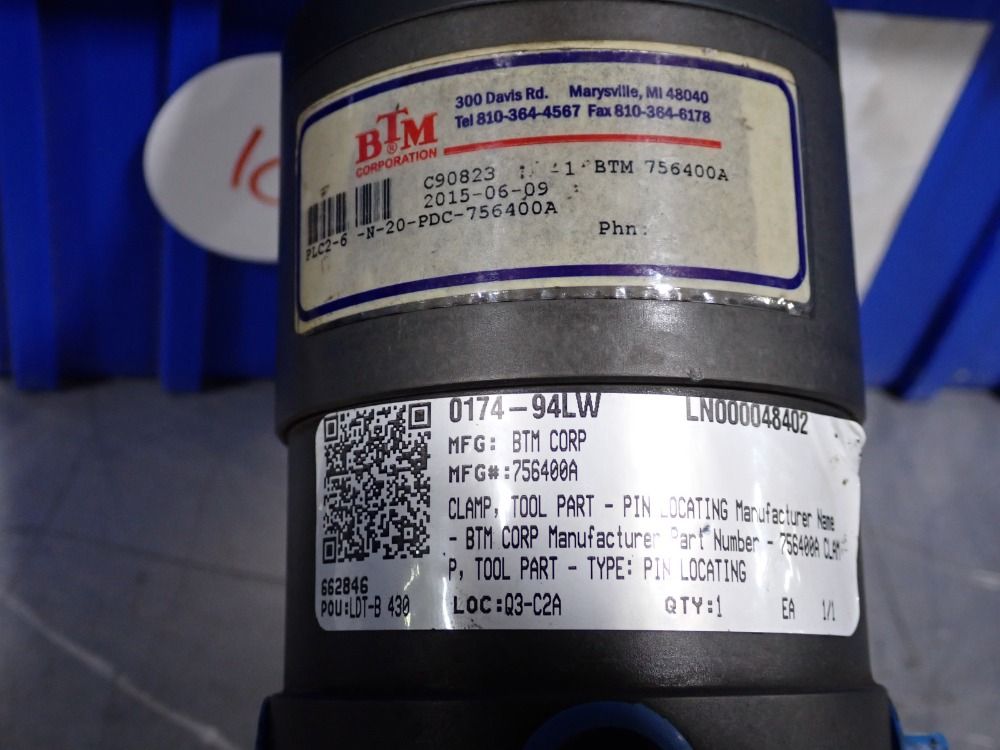 BTM
®
CORPORATION
300 Davis Rd. Marysville, MI 48040
Tel 810-364-4567 Fax 810-364-6178
C90823 1 BTM 756400A
2015-06-09
PLC2-6 -N-20-PDC-756400A
Phn:
0174-94LW LN000048402
MFG: BTM CORP
MFG#:756400A
CLAMP, TOOL PART - PIN LOCATING Manufacturer Name
- BTM CORP Manufacturer Part Number - 756400A CLAM
P, TOOL PART - TYPE: PIN LOCATING
662846
POU:LDT-B 430 LOC:Q3-C2A QTY:1 EA 1/1